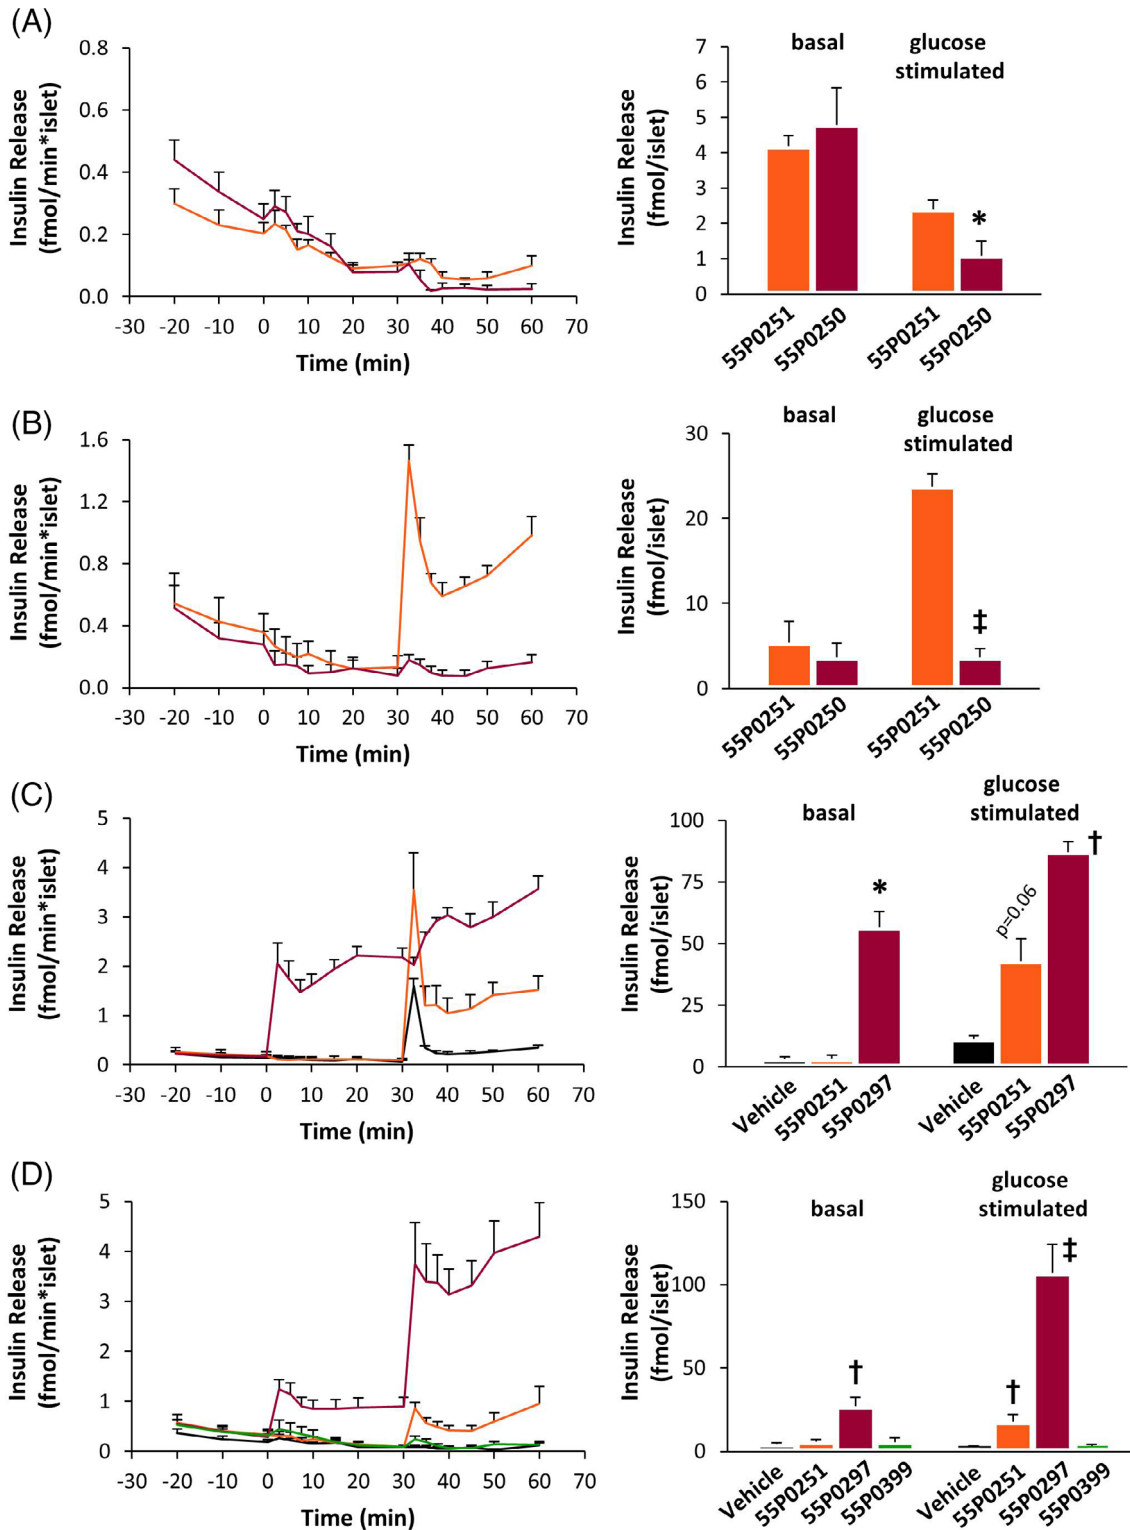 (A)
Insulin Release
(fmol/min*islet)
0.8
0.6
0.4
0.2
0.0
-30 -20 -10 0 10 20 30 40 50 60 70
Time (min)
Insulin Release
(fmol/islet)
7
6
5
4
3
2
1
0
basal
glucose
stimulated
*
55P0251
55P0250
55P0251
55P0250
(B)
Insulin Release
(fmol/min*islet)
1.6
1.2
0.8
0.4
0.0
-30 -20 -10 0 10 20 30 40 50 60 70
Time (min)
Insulin Release
(fmol/islet)
30
20
10
0
basal
glucose
stimulated
‡
55P0251
55P0250
55P0251
55P0250
(C)
Insulin Release
(fmol/min*islet)
5
4
3
2
1
0
-30 -20 -10 0 10 20 30 40 50 60 70
Time (min)
Insulin Release
(fmol/islet)
100
75
50
25
0
basal
glucose
stimulated
*
p=0.06
†
Vehicle
55P0251
55P0297
Vehicle
55P0251
55P0297
(D)
Insulin Release
(fmol/min*islet)
5
4
3
2
1
0
-30 -20 -10 0 10 20 30 40 50 60 70
Time (min)
Insulin Release
(fmol/islet)
150
100
50
0
basal
glucose
stimulated
†
†
‡
Vehicle
55P0251
55P0297
55P0399
Vehicle
55P0251
55P0297
55P0399